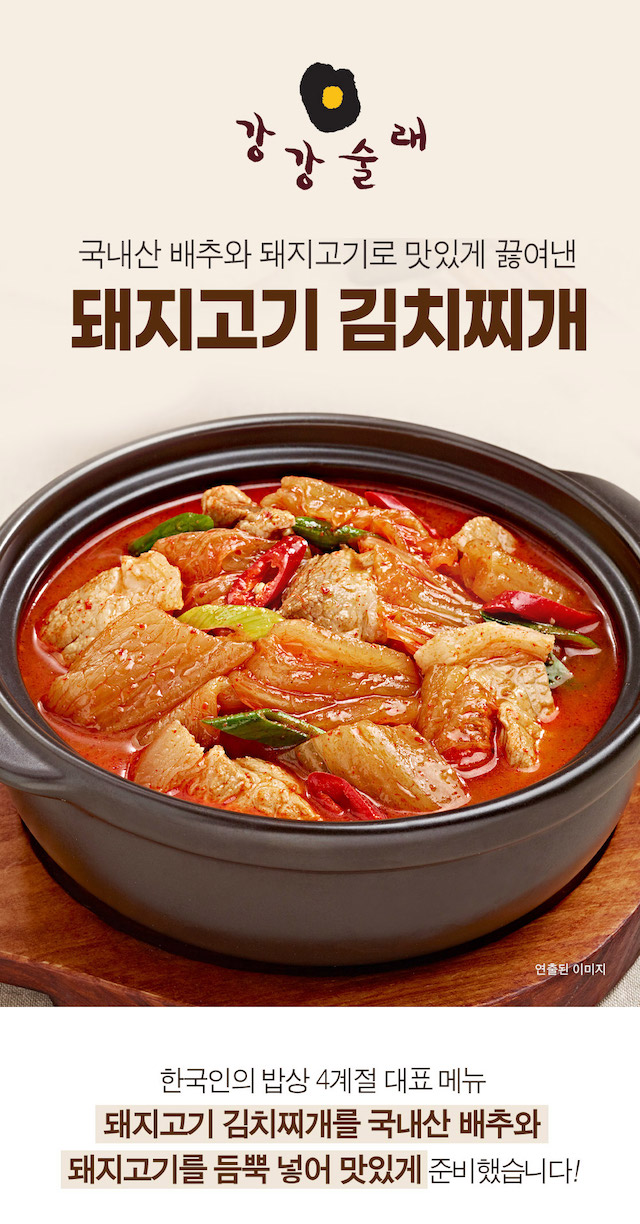 강강술래
국내산 배추와 돼지고기로 맛있게 끓여낸
돼지고기 김치찌개
연출된 이미지
한국인의 밥상 4계절 대표 메뉴
돼지고기 김치찌개를 국내산 배추와
돼지고기를 듬뿍 넣어 맛있게 준비했습니다!